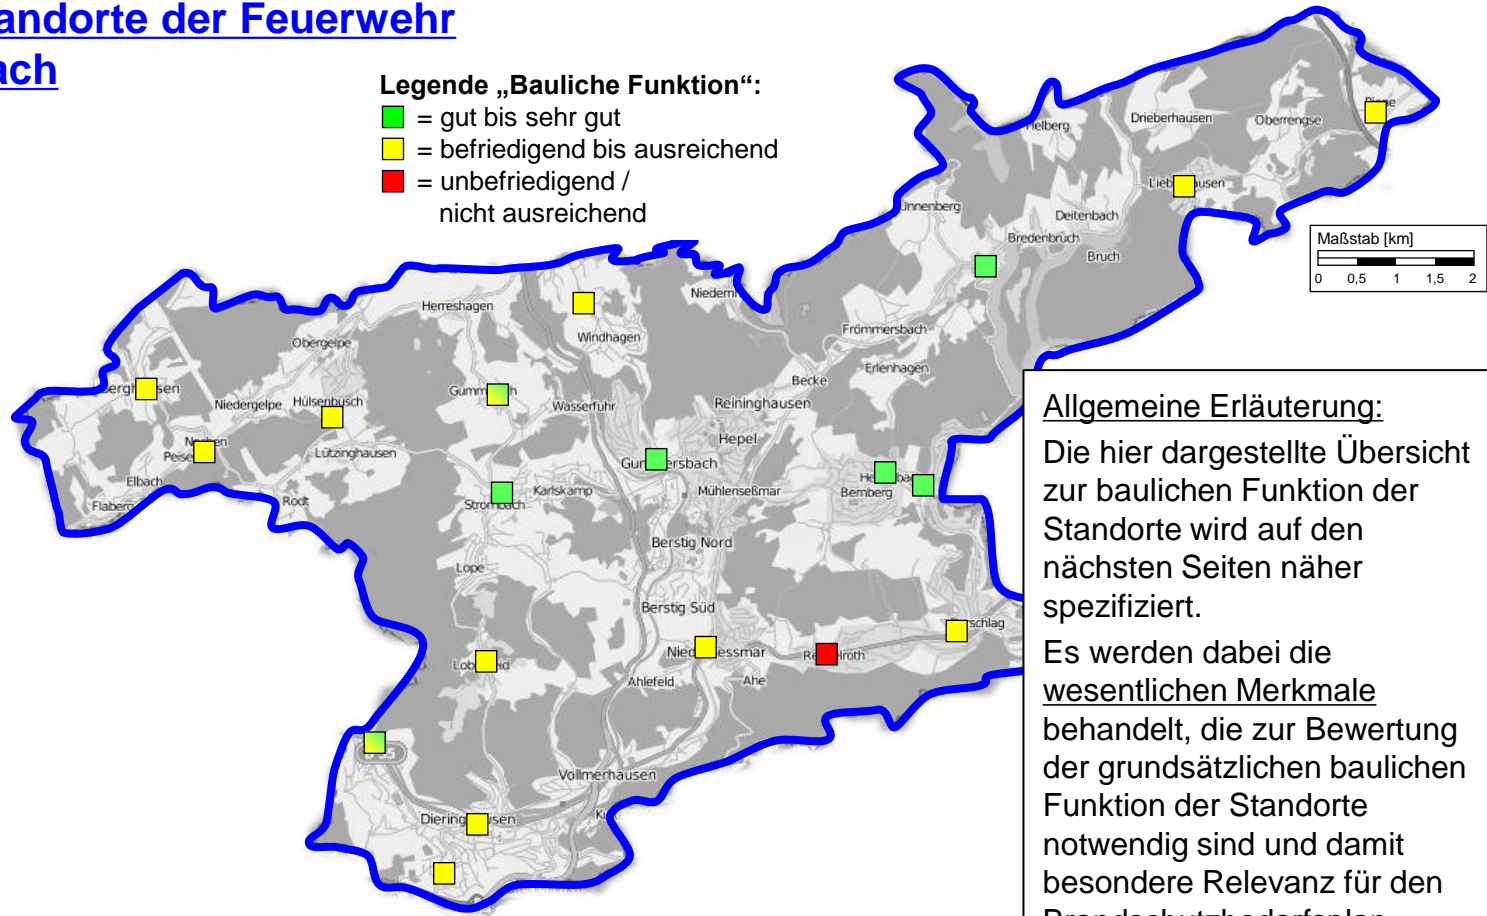 andorte der Feuerwehr
ach
Legende „Bauliche Funktion“:
= gut bis sehr gut
= befriedigend bis ausreichend
= unbefriedigend /
nicht ausreichend
Maßstab [km]
0 0,5 1 1,5 2
Helberg
Drieberhausen
Oberrengse
Deitenbach
Bredenbruch
Bruch
Herreshagen
Windhagen
Obergelpe
Frömmersbach
Erlenhagen
Becke
Niedergelpe
Hülsenbusch
Wasserfuhr
Reininghausen
Hepel
Lützinghausen
Elbach
Rodt
Karlskamp
Strombach
Mühlenseßmar
Bemberg
Berstig Nord
Lope
Berstig Süd
Ahlefeld
Ahe
Vollmerhausen
Allgemeine Erläuterung:
Die hier dargestellte Übersicht
zur baulichen Funktion der
Standorte wird auf den
nächsten Seiten näher
spezifiziert.
Es werden dabei die
wesentlichen Merkmale
behandelt, die zur Bewertung
der grundsätzlichen baulichen
Funktion der Standorte
notwendig sind und damit
besondere Relevanz für den
Brandschutzbedarfsplan